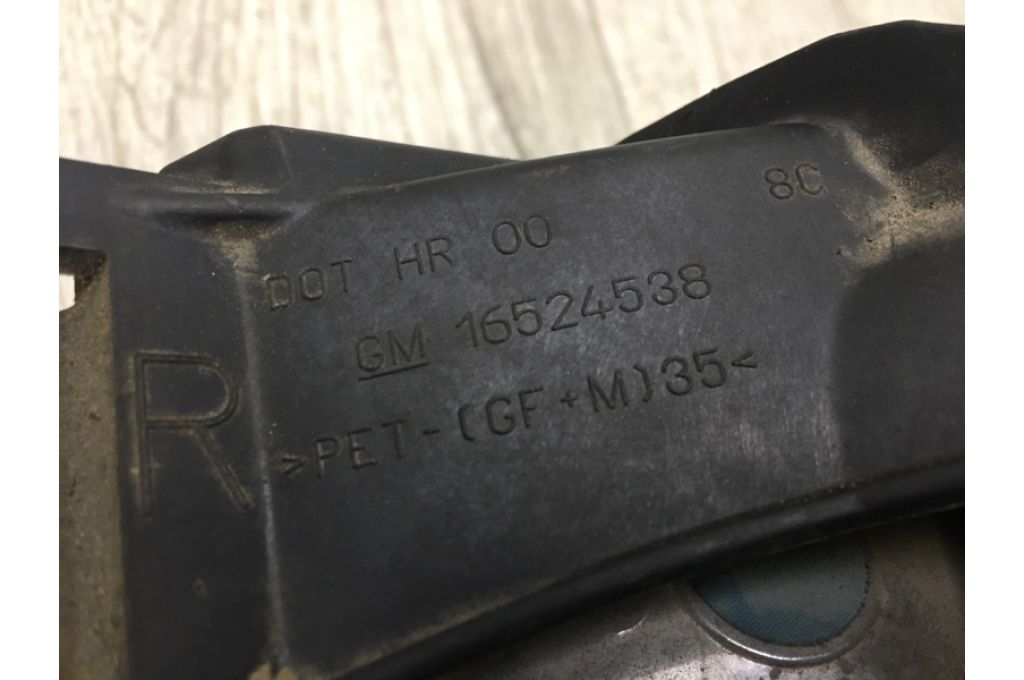 8C
DOT HR 00
GM 16524538
R
>PET-(GF+M)35<